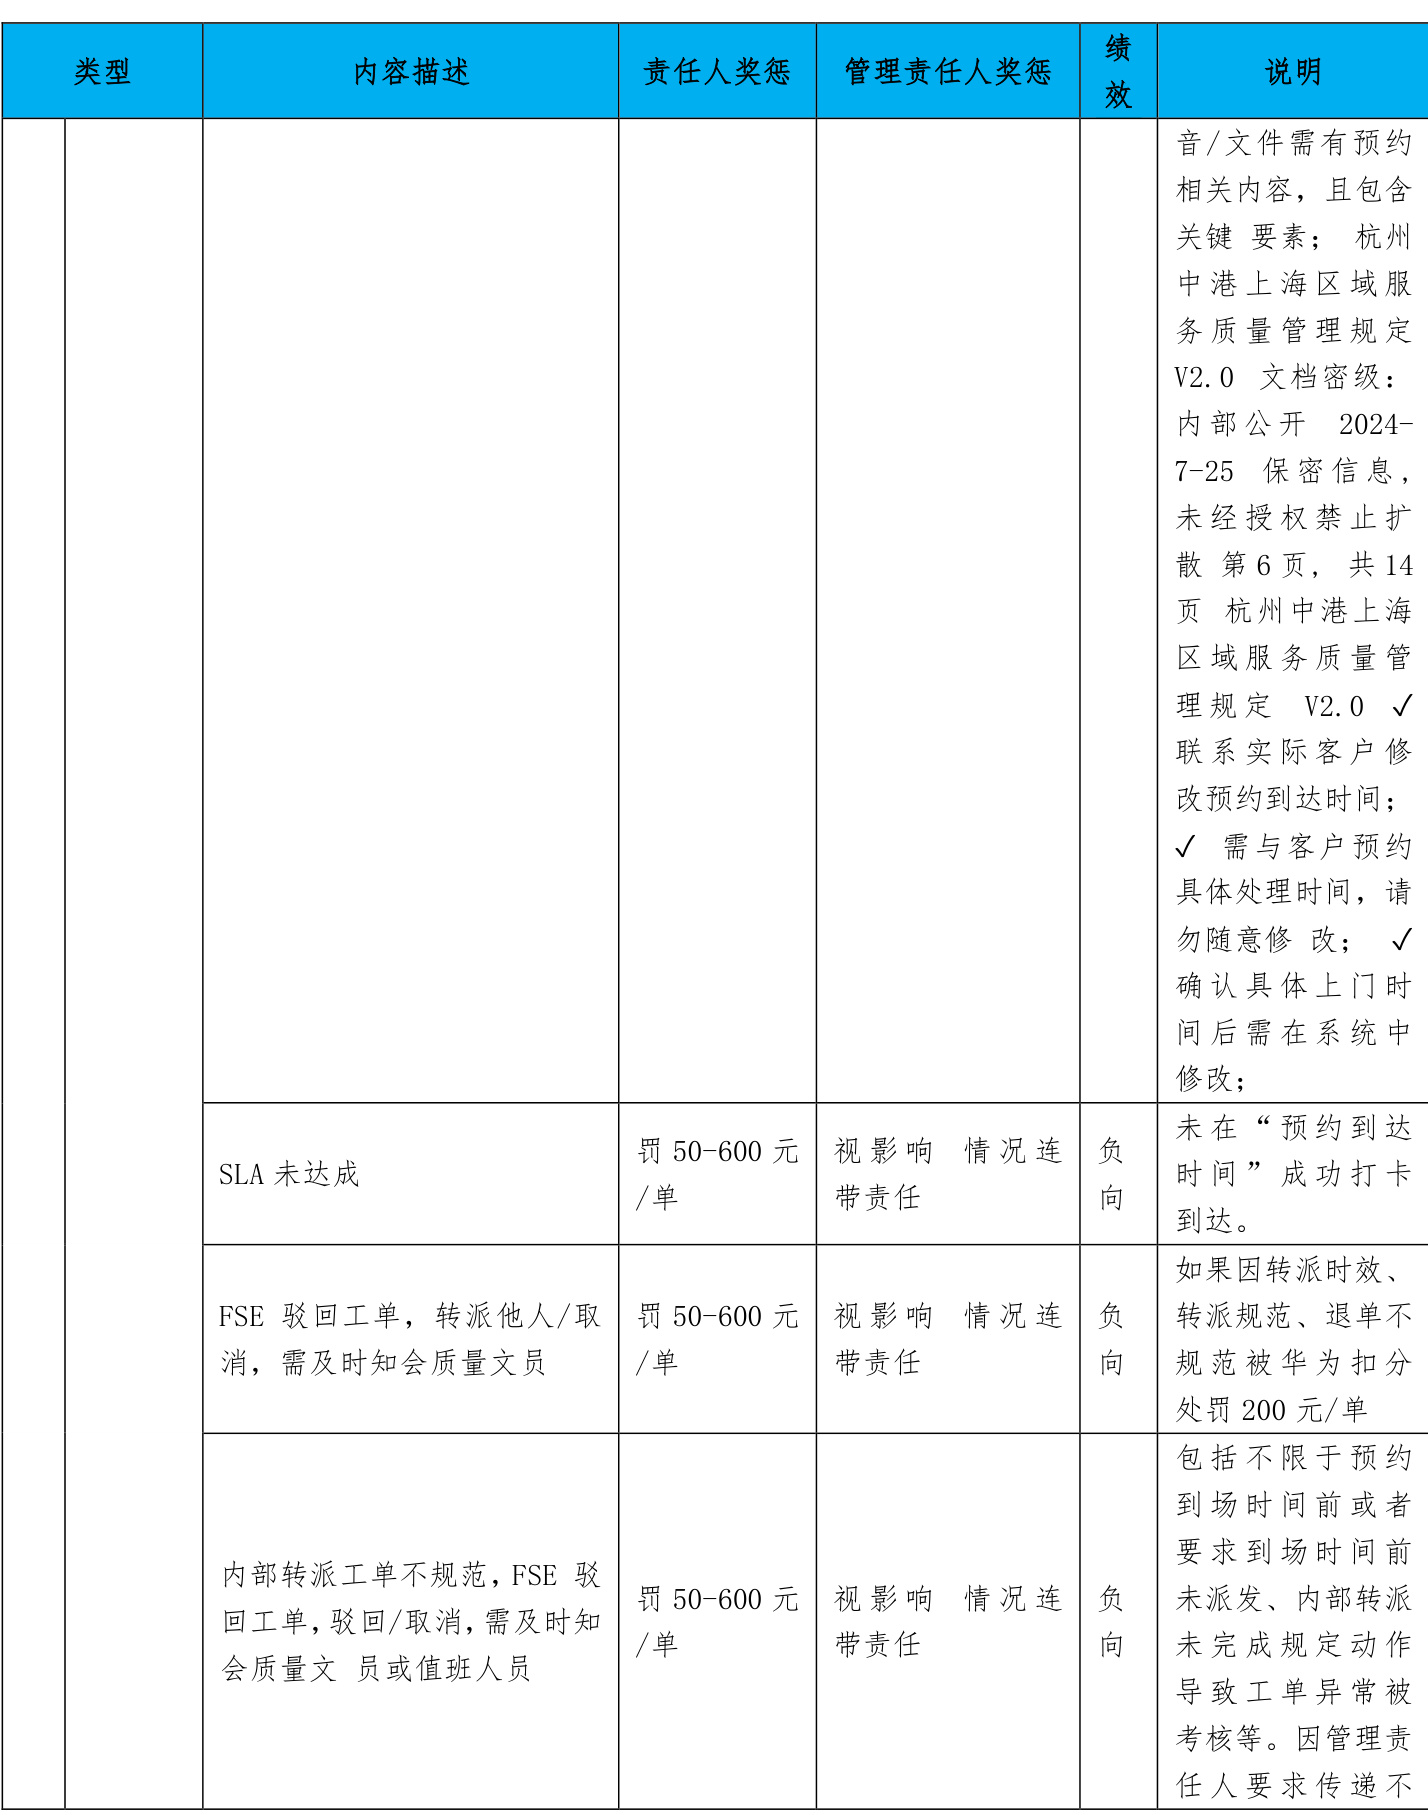 类型 内容描述 责任人奖惩 管理责任人奖惩 绩效 说明
音/文件需有预约
相关内容，且包含
关键 要素； 杭州
中港上海区域服
务质量管理规定
V2.0 文档密级：
内部公开 2024-
7-25 保密信息，
未经授权禁止扩
散 第6页， 共14
页 杭州中港上海
区域服务质量管
理规定 V2.0 ✓
联系实际客户修
改预约到达时间；
✓ 需与客户预约
具体处理时间，请
勿随意修 改； ✓
确认具体上门时
间后需在系统中
修改；
SLA 未达成
罚 50-600 元
/单
视影响 情况连
带责任
负
向
未在“预约到达
时间”成功打卡
到达。
FSE 驳回工单，转派他人/取
消，需及时知会质量文员
罚 50-600 元
/单
视影响 情况连
带责任
负
向
如果因转派时效、
转派规范、退单不
规范被华为扣分
处罚 200 元/单
内部转派工单不规范，FSE 驳
回工单，驳回/取消，需及时知
会质量文 员或值班人员
罚 50-600 元
/单
视影响 情况连
带责任
负
向
包括不限于预约
到场时间前或者
要求到场时间前
未派发、内部转派
未完成规定动作
导致工单异常被
考核等。因管理责
任人要求传递不